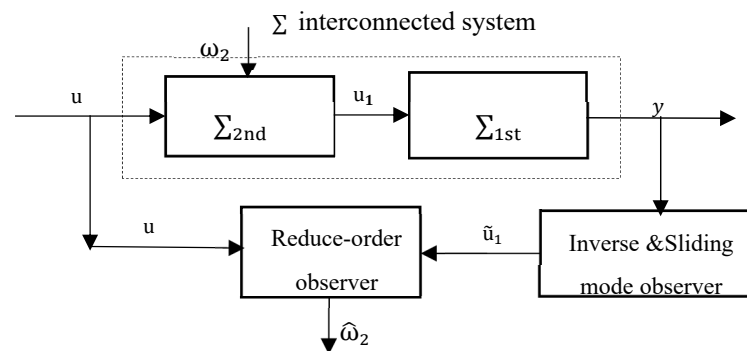 ∑ interconnected system
ω₂
u
∑2nd
u₁
∑1st
y
u
Reduce-order
observer
ũ₁
Inverse &Sliding
mode observer
ω̂₂